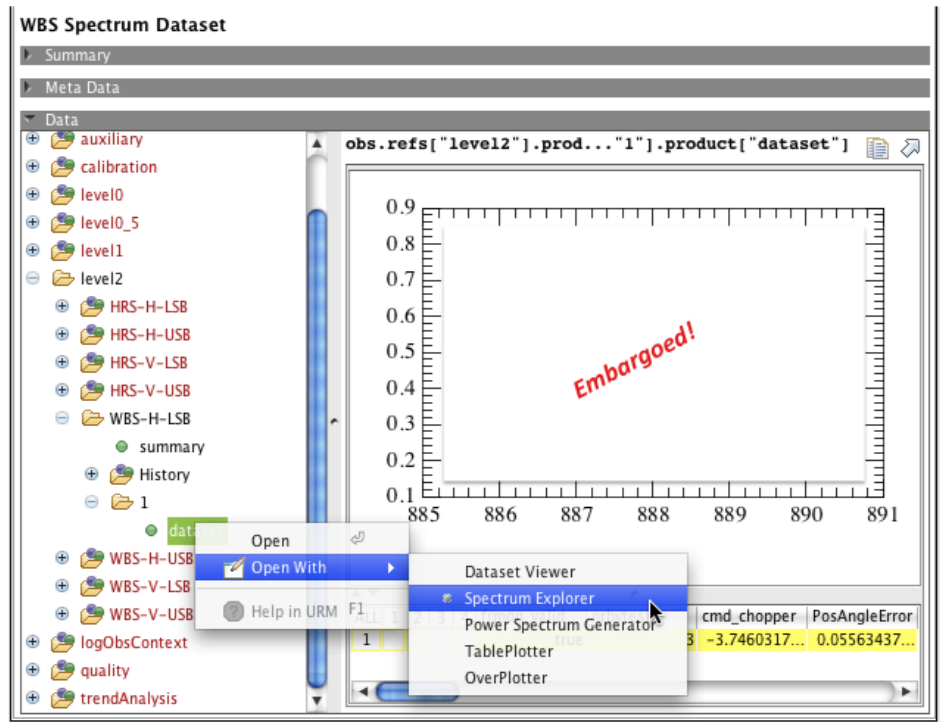 WBS Spectrum Dataset
Summary
Meta Data
Data
auxiliary
calibration
level0
level0_5
level1
level2
HRS-H-LSB
HRS-H-USB
HRS-V-LSB
HRS-V-USB
WBS-H-LSB
summary
History
1
WBS-H-USB
WBS-V-LSB
WBS-V-USB
logObsContext
quality
trendAnalysis
obs.refs["level2"].prod..."1"].product["dataset"]
0.9
0.8
0.7
0.6
0.5
0.4
0.3
0.2
0.1
Embargoed!
885 886 887 888 889 890 891
Open
Open With
Help in URM F1
Dataset Viewer
Spectrum Explorer
Power Spectrum Generator
TablePlotter
OverPlotter
ALL 1 2 3 cmd_chopper PosAngleError
1 true 3 -3.7460317... 0.05563437...